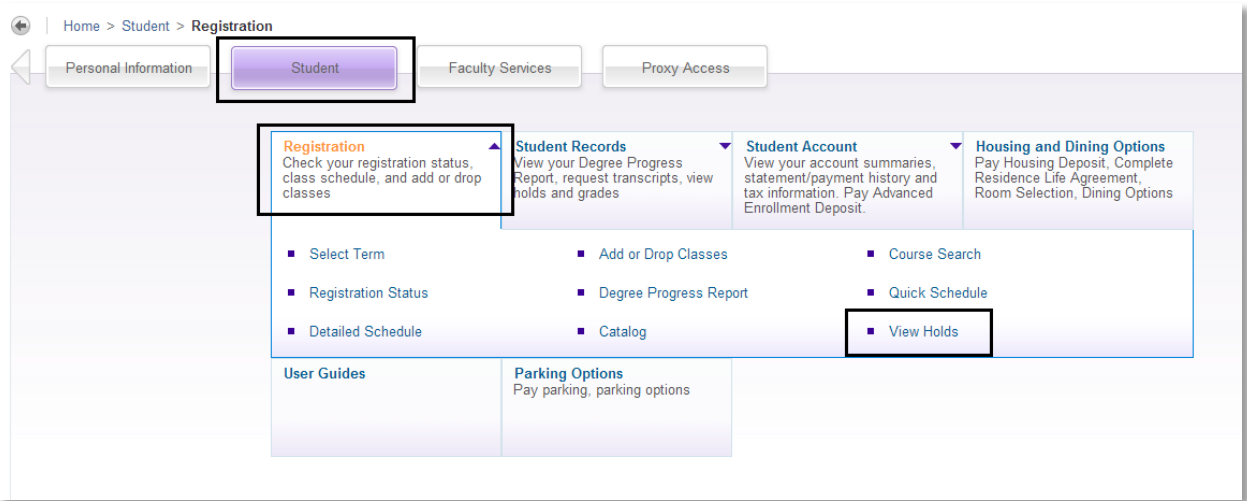 Home > Student > Registration
Personal Information
Student
Faculty Services
Proxy Access
Registration
Check your registration status,
class schedule, and add or drop
classes
Student Records
View your Degree Progress
Report, request transcripts, view
holds and grades
Student Account
View your account summaries,
statement/payment history and
tax information. Pay Advanced
Enrollment Deposit.
Housing and Dining Options
Pay Housing Deposit, Complete
Residence Life Agreement,
Room Selection, Dining Options
Select Term
Add or Drop Classes
Course Search
Registration Status
Degree Progress Report
Quick Schedule
Detailed Schedule
Catalog
View Holds
User Guides
Parking Options
Pay parking, parking options